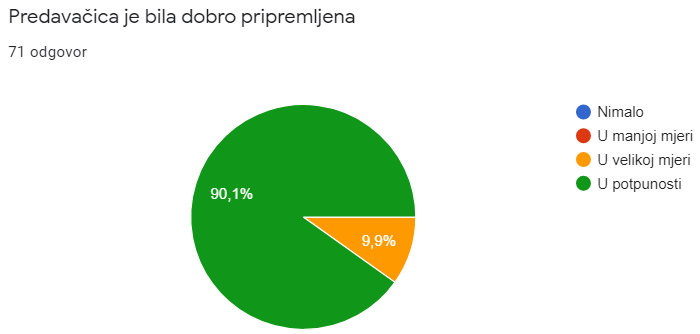 Predavačica je bila dobro pripremljena
71 odgovor
Nimalo
U manjoj mjeri
U velikoj mjeri
U potpunosti
90,1%
9,9%